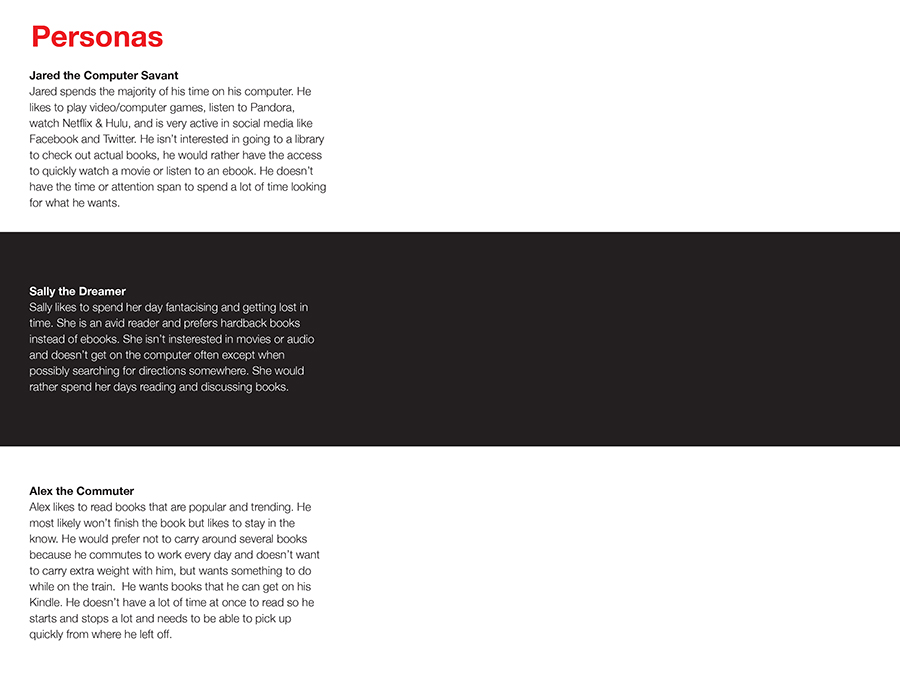 Personas
Jared the Computer Savant
Jared spends the majority of his time on his computer. He
likes to play video/computer games, listen to Pandora,
watch Netflix & Hulu, and is very active in social media like
Facebook and Twitter. He isn't interested in going to a library
to check out actual books, he would rather have the access
to quickly watch a movie or listen to an ebook. He doesn't
have the time or attention span to spend a lot of time looking
for what he wants.
Sally the Dreamer
Sally likes to spend her day fantacising and getting lost in
time. She is an avid reader and prefers hardback books
instead of ebooks. She isn't insterested in movies or audio
and doesn't get on the computer often except when
possibly searching for directions somewhere. She would
rather spend her days reading and discussing books.
Alex the Commuter
Alex likes to read books that are popular and trending. He
most likely won't finish the book but likes to stay in the
know. He would prefer not to carry around several books
because he commutes to work every day and doesn't want
to carry extra weight with him, but wants something to do
while on the train.  He wants books that he can get on his
Kindle. He doesn't have a lot of time at once to read so he
starts and stops a lot and needs to be able to pick up
quickly from where he left off.